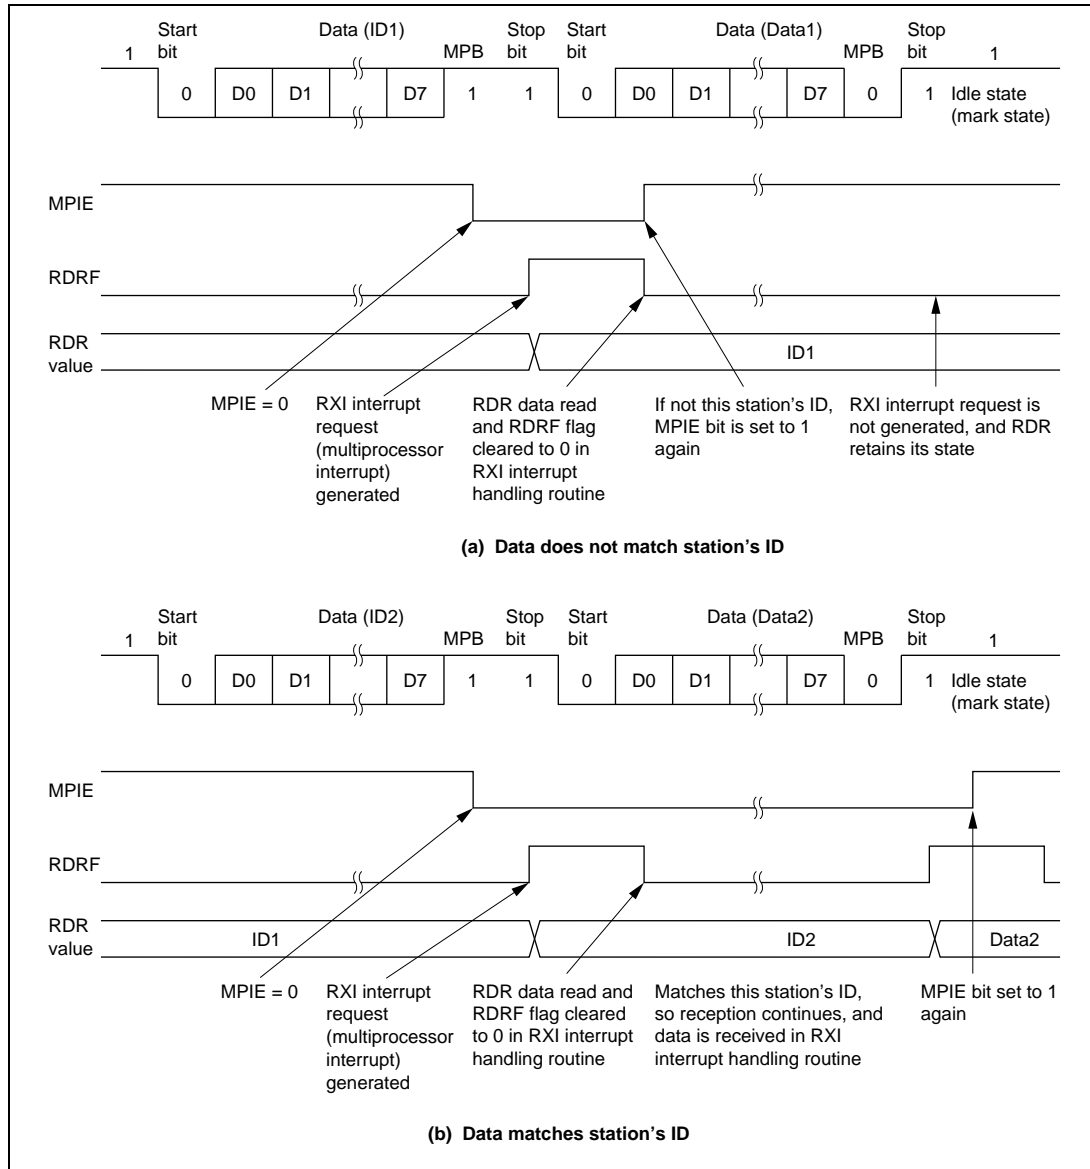 Start bit
Data (ID1)
MPB
Stop bit
Start bit
Data (Data1)
MPB
Stop bit
1
1
0 D0 D1 D7 1 1 0 D0 D1 D7 0 1 Idle state (mark state)
MPIE
RDRF
RDR value
ID1
MPIE = 0
RXI interrupt
request
(multiprocessor
interrupt)
generated
RDR data read
and RDRF flag
cleared to 0 in
RXI interrupt
handling routine
If not this station's ID,
MPIE bit is set to 1
again
RXI interrupt request is
not generated, and RDR
retains its state
(a) Data does not match station's ID
Start bit
Data (ID2)
MPB
Stop bit
Start bit
Data (Data2)
MPB
Stop bit
1
1
0 D0 D1 D7 1 1 0 D0 D1 D7 0 1 Idle state (mark state)
MPIE
RDRF
RDR value
ID1
ID2
Data2
MPIE = 0
RXI interrupt
request
(multiprocessor
interrupt)
generated
RDR data read and
RDRF flag cleared
to 0 in RXI interrupt
handling routine
Matches this station's ID,
so reception continues, and
data is received in RXI
interrupt handling routine
MPIE bit set to 1
again
(b) Data matches station's ID